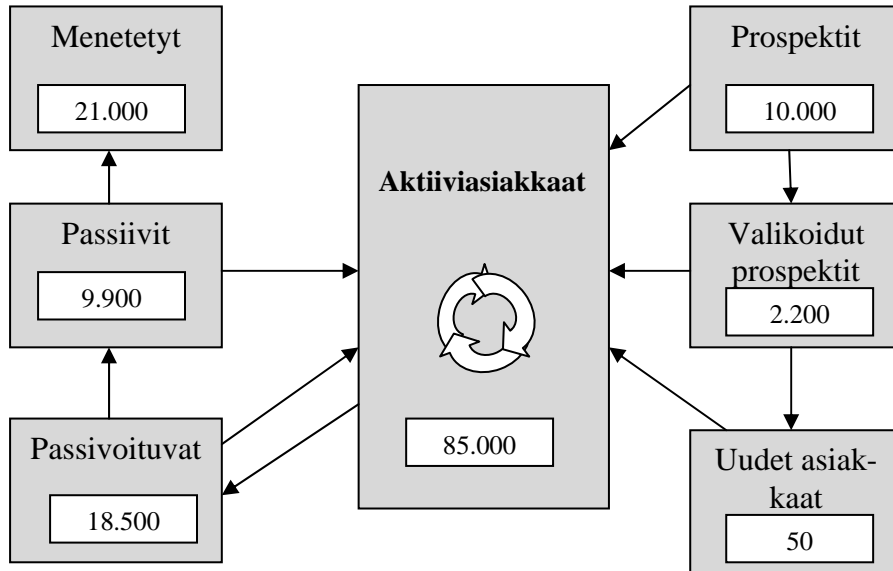 Menetetyt
21.000
Passiivit
9.900
Passivoituvat
18.500
Aktiiviasiakkaat
85.000
Prospektit
10.000
Valikoidut
prospektit
2.200
Uudet asiak-
kaat
50